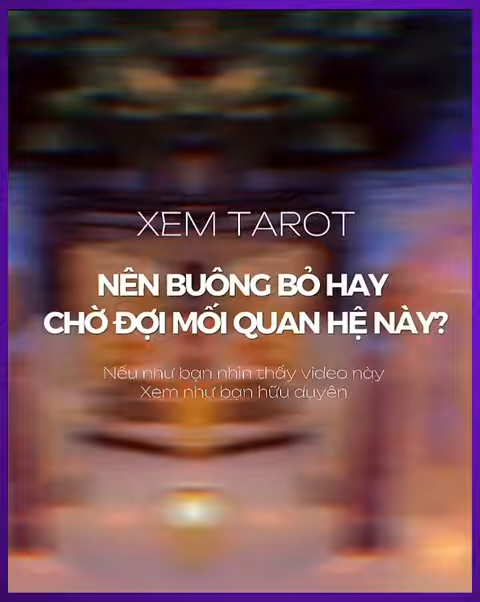 XEM TAROT
NÊN BUÔNG BỎ HAY
CHỜ ĐỢI MỐI QUAN HỆ NÀY?
Nếu như bạn nhìn thấy video này
Xem như bạn hữu duyên